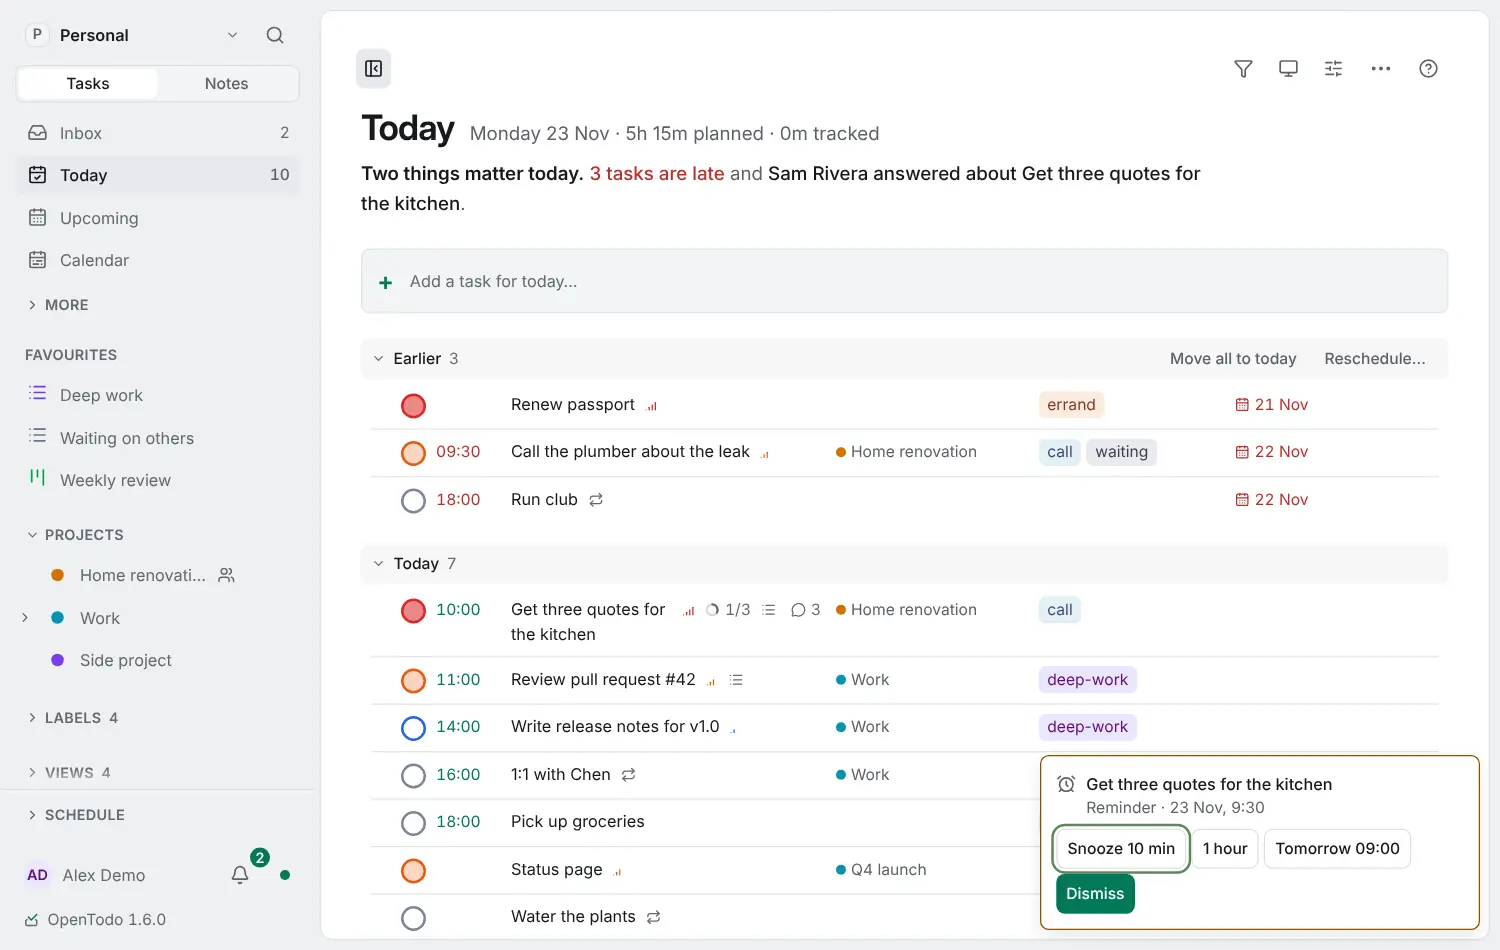 P Personal
Tasks Notes
Inbox 2
Today 10
Upcoming
Calendar
MORE
FAVOURITES
Deep work
Waiting on others
Weekly review
PROJECTS
Home renovati...
Work
Side project
LABELS 4
VIEWS 4
SCHEDULE
AD Alex Demo 2
OpenTodo 1.6.0
Today Monday 23 Nov · 5h 15m planned · 0m tracked
Two things matter today. 3 tasks are late and Sam Rivera answered about Get three quotes for
the kitchen.
+ Add a task for today...
Earlier 3 Move all to today Reschedule...
Renew passport errand 21 Nov
09:30 Call the plumber about the leak Home renovation call waiting 22 Nov
18:00 Run club 22 Nov
Today 7
10:00 Get three quotes for 1/3 3 Home renovation call
the kitchen
11:00 Review pull request #42 Work deep-work
14:00 Write release notes for v1.0 Work deep-work
16:00 1:1 with Chen Work
18:00 Pick up groceries
Status page Q4 launch
Water the plants
Get three quotes for the kitchen
Reminder · 23 Nov, 9:30
Snooze 10 min 1 hour Tomorrow 09:00
Dismiss